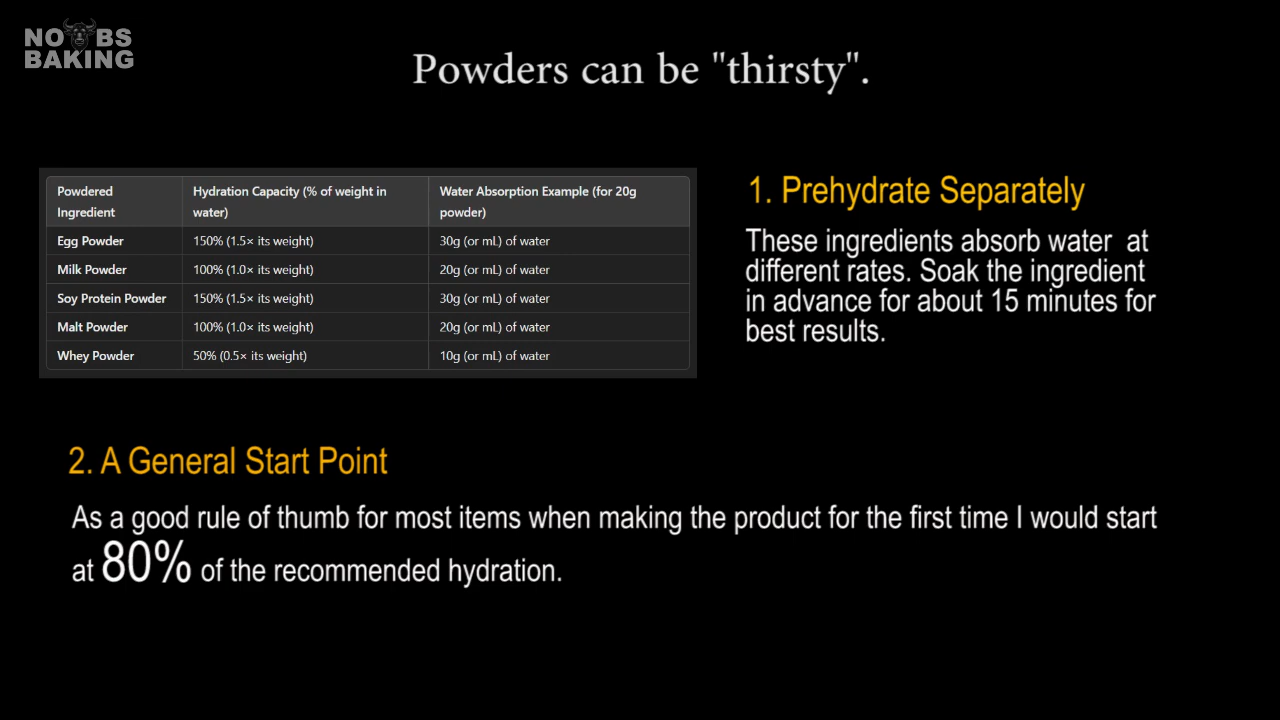 NO BS
BAKING
Powders can be "thirsty".
Powdered Ingredient | Hydration Capacity (% of weight in water) | Water Absorption Example (for 20g powder)
Egg Powder | 150% (1.5× its weight) | 30g (or mL) of water
Milk Powder | 100% (1.0× its weight) | 20g (or mL) of water
Soy Protein Powder | 150% (1.5× its weight) | 30g (or mL) of water
Malt Powder | 100% (1.0× its weight) | 20g (or mL) of water
Whey Powder | 50% (0.5× its weight) | 10g (or mL) of water
1. Prehydrate Separately
These ingredients absorb water  at
different rates. Soak the ingredient
in advance for about 15 minutes for
best results.
2. A General Start Point
As a good rule of thumb for most items when making the product for the first time I would start
at 80% of the recommended hydration.